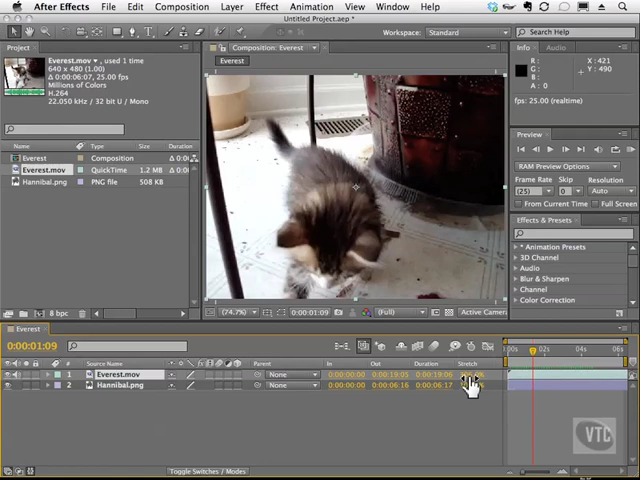 After Effects File Edit Composition Layer Effect Animation View Window Help
Untitled Project.aep *
Workspace: Standard Search Help
Project
Composition: Everest
Info Audio
Everest.mov ▾, used 1 time
640 x 480 (1.00)
Δ 0:00:06:07, 25.00 fps
Millions of Colors
H.264
22.050 kHz / 32 bit U / Mono
Everest
R : X : 421
G : Y : 490
B :
A : 0
fps: 25.00 (realtime)
Preview
RAM Preview Options
Frame Rate Skip Resolution
(25) 0 Auto
From Current Time Full Screen
Name Type Size Duration
Everest Composition Δ 0:0
Everest.mov QuickTime 1.2 MB Δ 0:0
Hannibal.png PNG file 508 KB
Effects & Presets
* Animation Presets
3D Channel
Audio
Blur & Sharpen
Channel
Color Correction
8 bpc
(74.7%) 0:00:01:09 (Full) Active Camera
Everest
0:00:01:09
# Source Name Parent In Out Duration Stretch
:00s 02s 04s 06s
1 Everest.mov None 0:00:00:00 0:00:19:05 0:00:19:06
2 Hannibal.png None 0:00:00:00 0:00:06:16 0:00:06:17
VTC
Toggle Switches / Modes